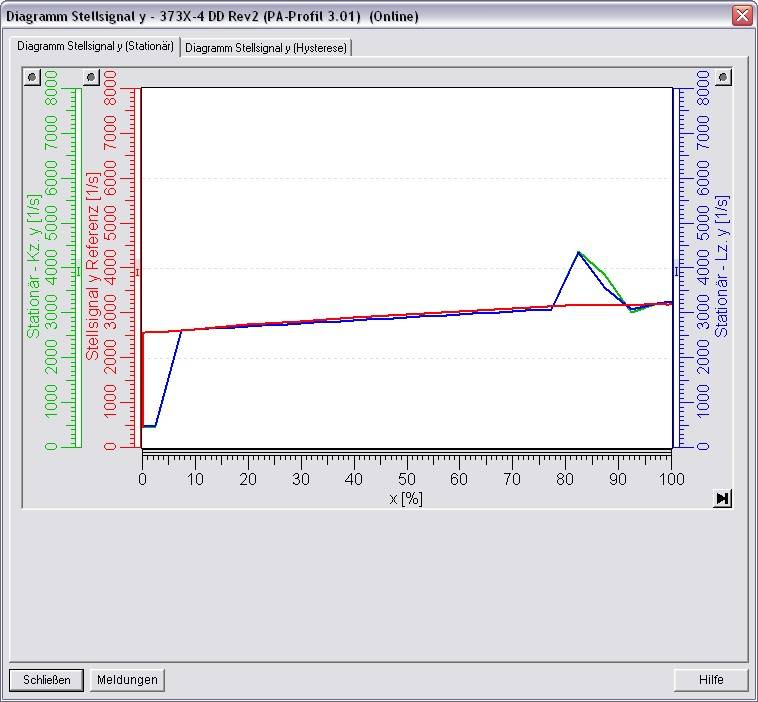 Diagramm Stellsignal y - 373X-4 DD Rev2 (PA-Profil 3.01) (Online)
Diagramm Stellsignal y (Stationär)
Diagramm Stellsignal y (Hysterese)
Stationär - Kz. y [1/s]
0 1000 2000 3000 4000 5000 6000 7000 8000
Stellsignal y Referenz [1/s]
0 1000 2000 3000 4000 5000 6000 7000 8000
0 1000 2000 3000 4000 5000 6000 7000 8000
Stationär - Lz. y [1/s]
0 10 20 30 40 50 60 70 80 90 100
x [%]
Schließen
Meldungen
Hilfe